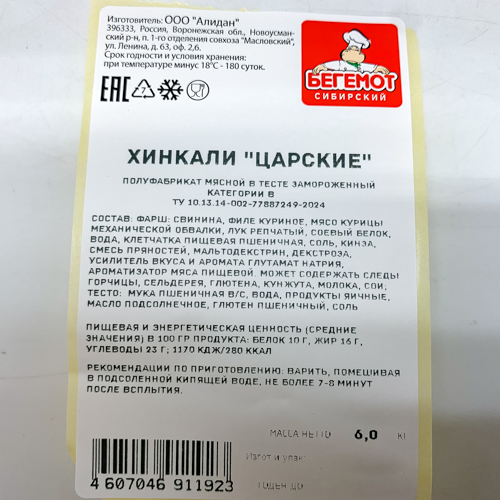 Изготовитель: ООО "Алидан"
396333, Россия, Воронежская обл., Новоусман-
ский р-н, п. 1-го отделения совхоза "Масловский",
ул. Ленина, д. 63, оф. 2,6.
Срок годности и условия хранения:
при температуре минус 18°С - 180 суток.
EAC
7
БЕГЕМОТ
СИБИРСКИЙ
ХИНКАЛИ "ЦАРСКИЕ"
ПОЛУФАБРИКАТ МЯСНОЙ В ТЕСТЕ ЗАМОРОЖЕННЫЙ
КАТЕГОРИИ В
ТУ 10.13.14-002-77887249-2024
СОСТАВ: ФАРШ: СВИНИНА, ФИЛЕ КУРИНОЕ, МЯСО КУРИЦЫ
МЕХАНИЧЕСКОЙ ОБВАЛКИ, ЛУК РЕПЧАТЫЙ, СОЕВЫЙ БЕЛОК,
ВОДА, КЛЕТЧАТКА ПИЩЕВАЯ ПШЕНИЧНАЯ, СОЛЬ, КИНЗА,
СМЕСЬ ПРЯНОСТЕЙ, МАЛЬТОДЕКСТРИН, ДЕКСТРОЗА,
УСИЛИТЕЛЬ ВКУСА И АРОМАТА ГЛУТАМАТ НАТРИЯ,
АРОМАТИЗАТОР МЯСА ПИЩЕВОЙ. МОЖЕТ СОДЕРЖАТЬ СЛЕДЫ
ГОРЧИЦЫ, СЕЛЬДЕРЕЯ, ГЛЮТЕНА, КУНЖУТА, МОЛОКА, СОИ;
ТЕСТО: МУКА ПШЕНИЧНАЯ В/С, ВОДА, ПРОДУКТЫ ЯИЧНЫЕ,
МАСЛО ПОДСОЛНЕЧНОЕ, ГЛЮТЕН ПШЕНИЧНЫЙ, СОЛЬ
ПИЩЕВАЯ И ЭНЕРГЕТИЧЕСКАЯ ЦЕННОСТЬ (СРЕДНИЕ
ЗНАЧЕНИЯ) В 100 ГР ПРОДУКТА: БЕЛОК 10 Г, ЖИР 16 Г,
УГЛЕВОДЫ 23 Г; 1170 КДЖ/280 ККАЛ
РЕКОМЕНДАЦИИ ПО ПРИГОТОВЛЕНИЮ: ВАРИТЬ, ПОМЕШИВАЯ
В ПОДСОЛЕННОЙ КИПЯЩЕЙ ВОДЕ, НЕ БОЛЕЕ 7-8 МИНУТ
ПОСЛЕ ВСПЛЫТИЯ.
МАССА НЕТТО 6,0 КГ
Изгот и упак:
ГОДЕН ДО
4 607046 911923